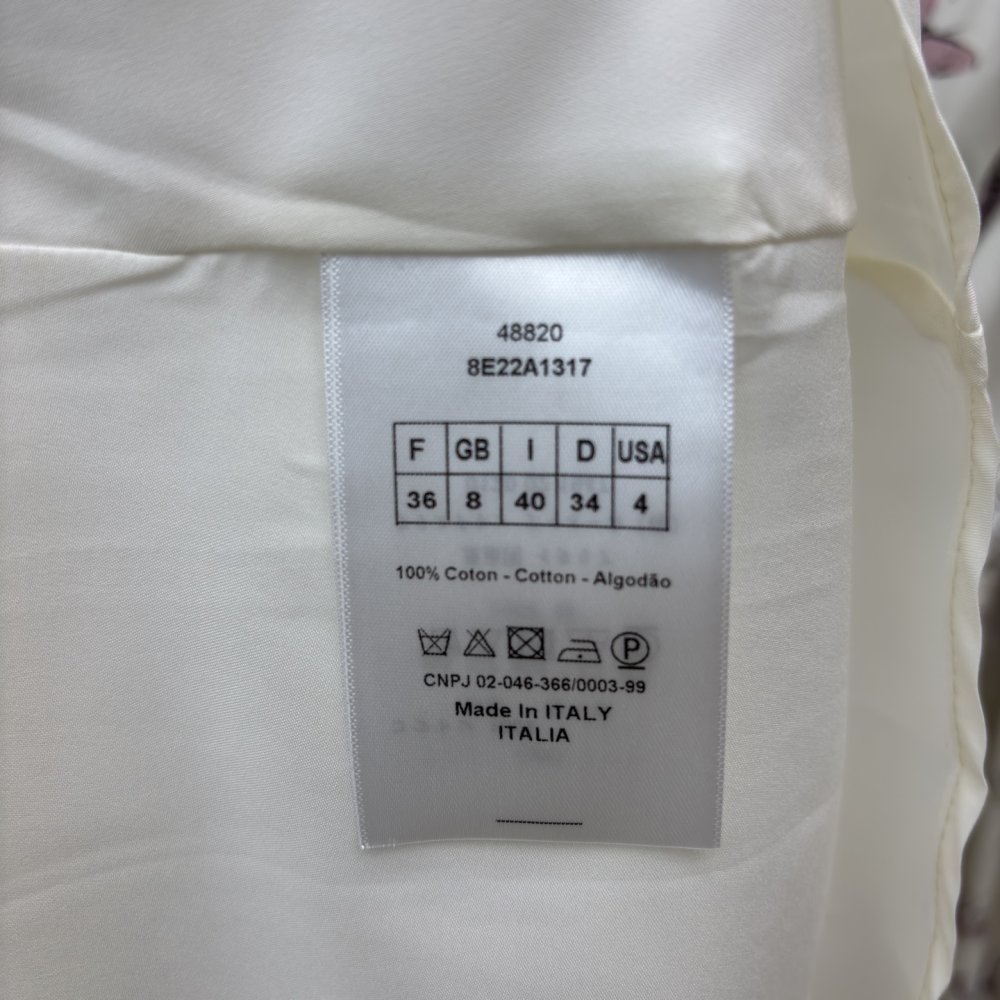 48820
8E22A1317
F GB I D USA
36 8 40 34 4
100% Coton - Cotton - Algodão
P
CNPJ 02-046-366/0003-99
Made In ITALY
ITALIA